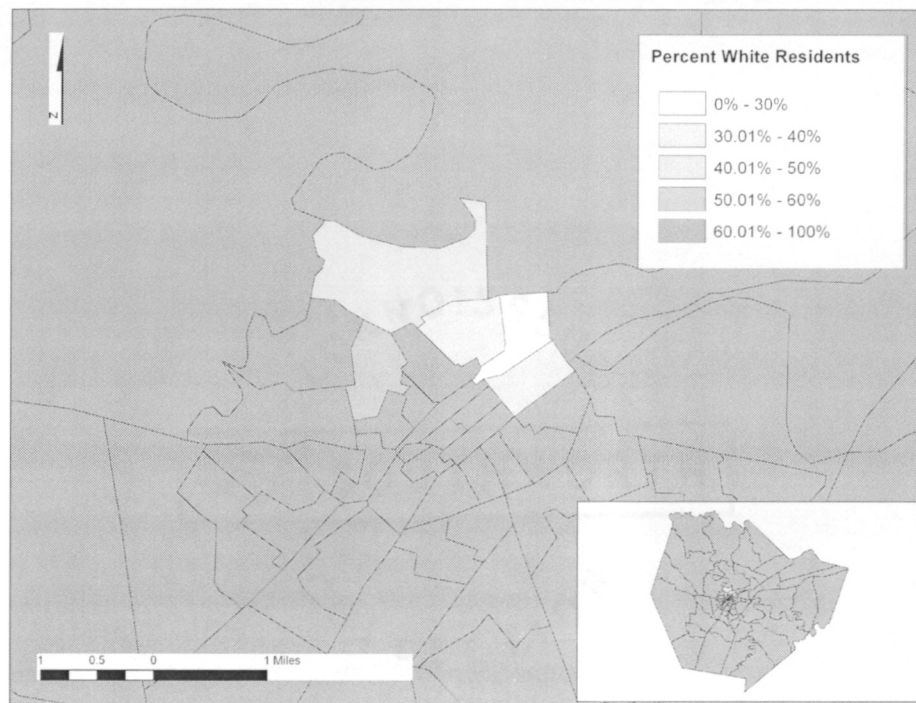 Percent White Residents
0% - 30%
30.01% - 40%
40.01% - 50%
50.01% - 60%
60.01% - 100%
N
1 0.5 0 1 Miles